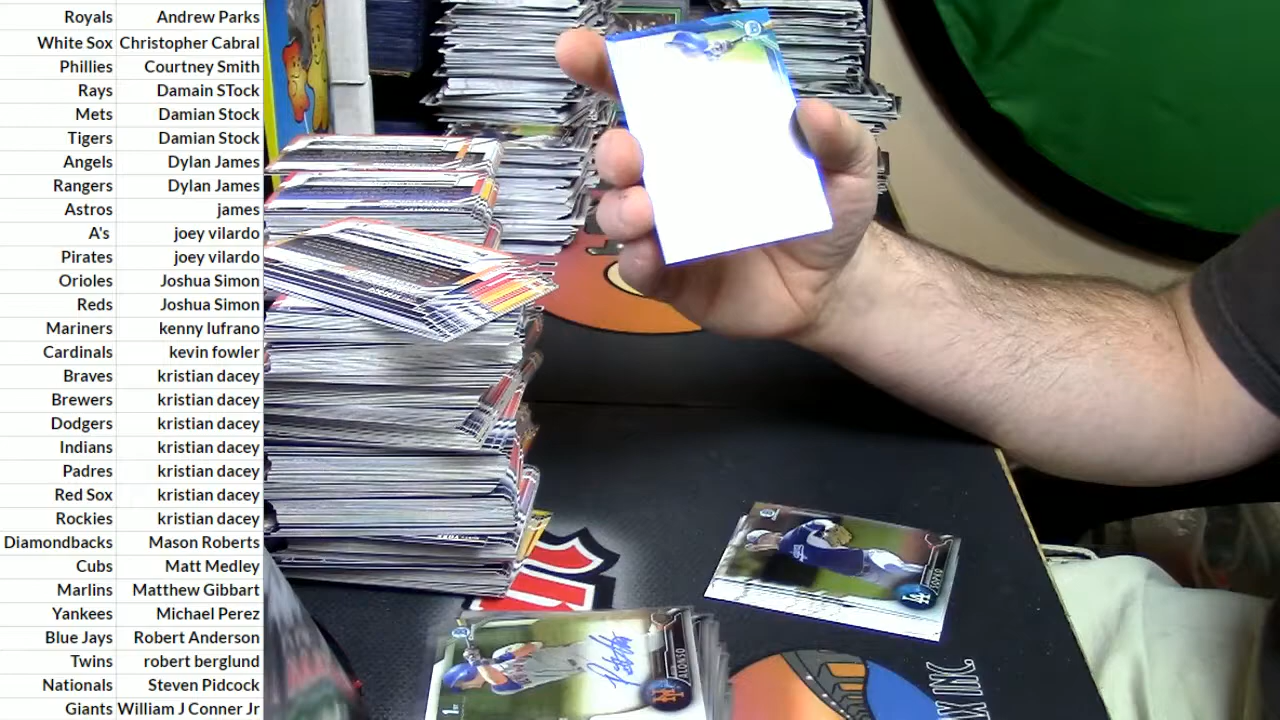 Royals Andrew Parks
White Sox Christopher Cabral
Phillies Courtney Smith
Rays Damain STock
Mets Damian Stock
Tigers Damian Stock
Angels Dylan James
Rangers Dylan James
Astros james
A's joey vilardo
Pirates joey vilardo
Orioles Joshua Simon
Reds Joshua Simon
Mariners kenny lufrano
Cardinals kevin fowler
Braves kristian dacey
Brewers kristian dacey
Dodgers kristian dacey
Indians kristian dacey
Padres kristian dacey
Red Sox kristian dacey
Rockies kristian dacey
Diamondbacks Mason Roberts
Cubs Matt Medley
Marlins Matthew Gibbart
Yankees Michael Perez
Blue Jays Robert Anderson
Twins robert berglund
Nationals Steven Pidcock
Giants William J Conner Jr
LA
1st
ALONSO
INC.